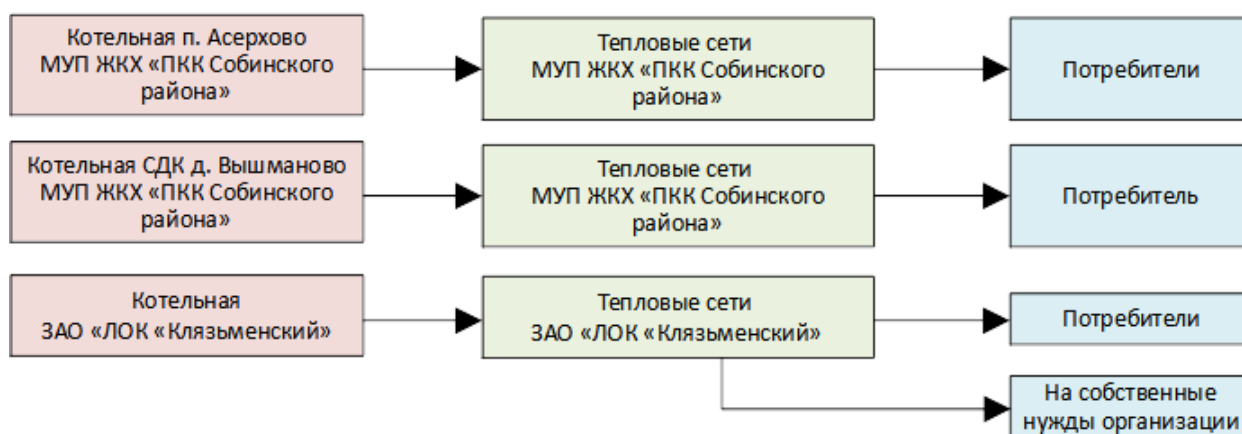 Котельная п. Асерхово
МУП ЖКХ «ПКК Собинского
района»
Тепловые сети
МУП ЖКХ «ПКК Собинского
района»
Потребители
Котельная СДК д. Вышманово
МУП ЖКХ «ПКК Собинского
района»
Тепловые сети
МУП ЖКХ «ПКК Собинского
района»
Потребитель
Котельная
ЗАО «ЛОК «Клязьменский»
Тепловые сети
ЗАО «ЛОК «Клязьменский»
Потребители
На собственные
нужды организации